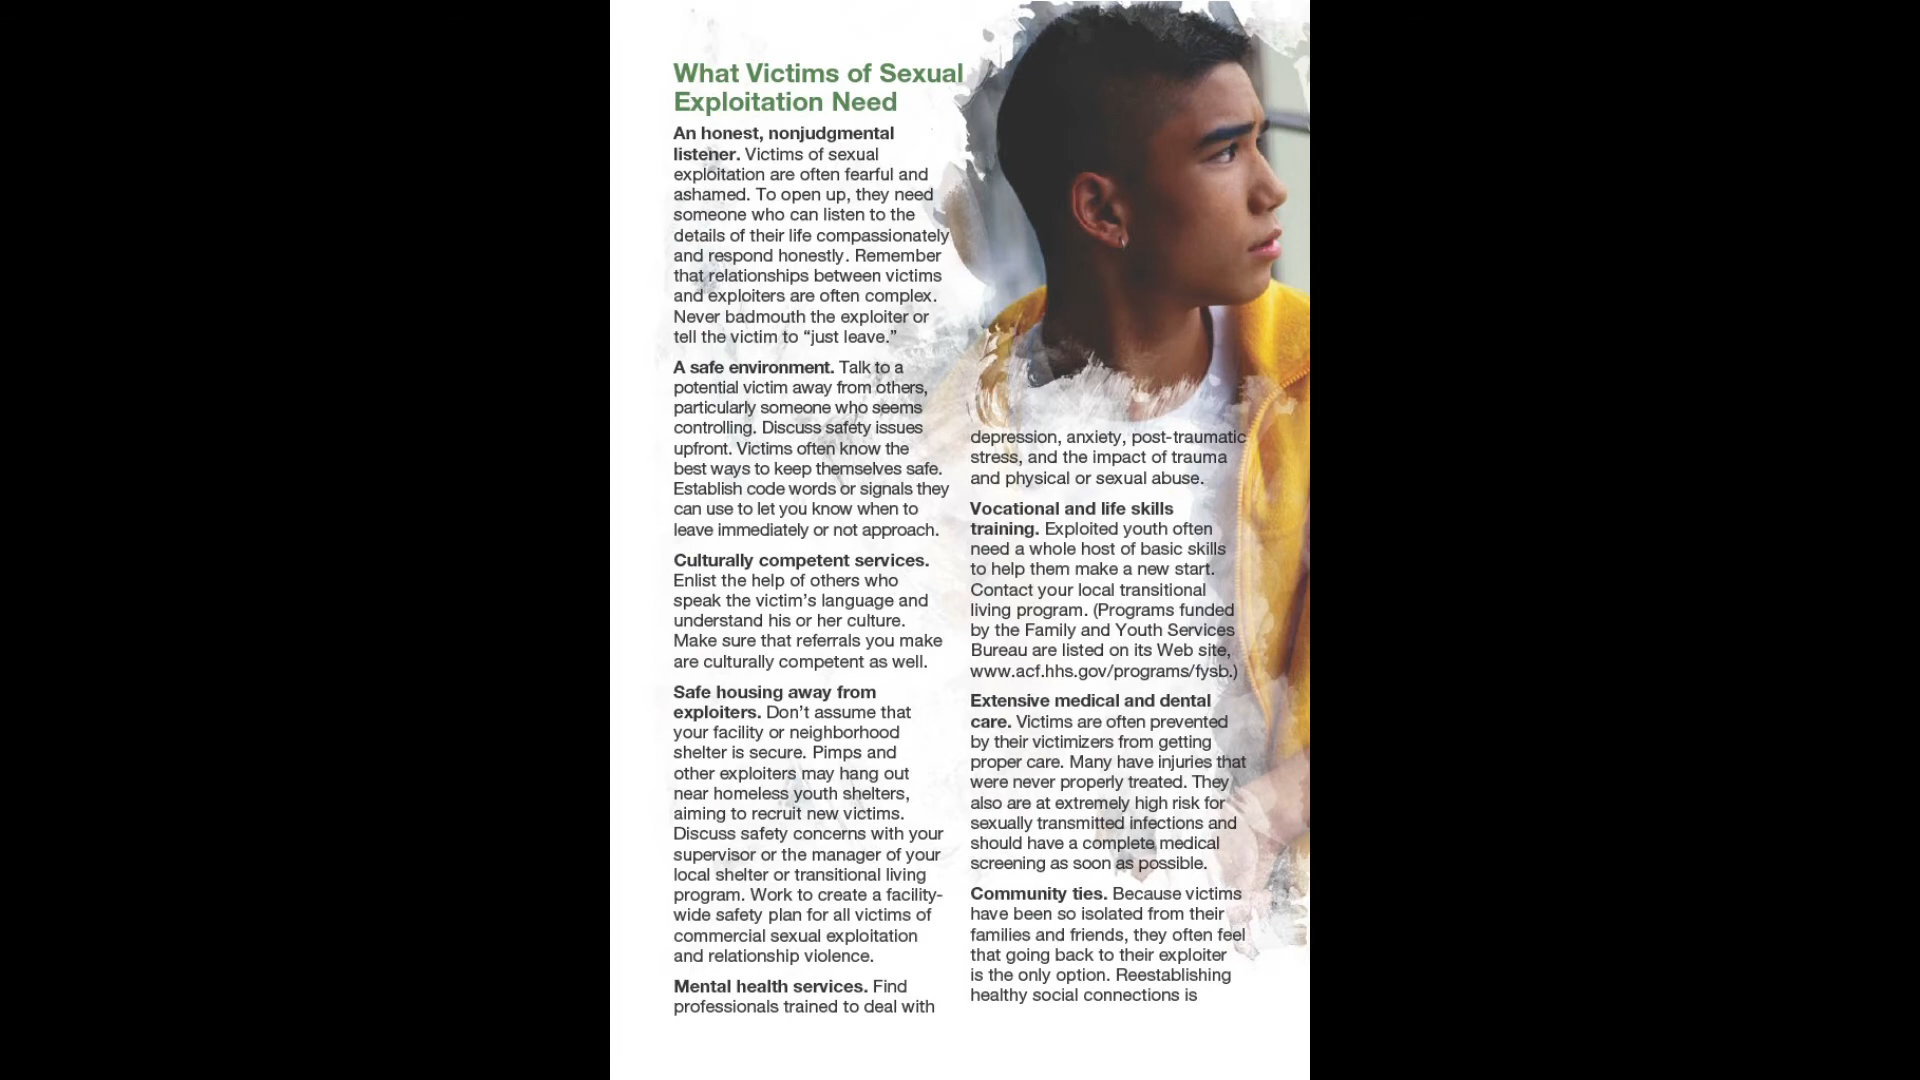 What Victims of Sexual
Exploitation Need
An honest, nonjudgmental
listener. Victims of sexual
exploitation are often fearful and
ashamed. To open up, they need
someone who can listen to the
details of their life compassionately
and respond honestly. Remember
that relationships between victims
and exploiters are often complex.
Never badmouth the exploiter or
tell the victim to “just leave.”
A safe environment. Talk to a
potential victim away from others,
particularly someone who seems
controlling. Discuss safety issues
upfront. Victims often know the
best ways to keep themselves safe.
Establish code words or signals they
can use to let you know when to
leave immediately or not approach.
Culturally competent services.
Enlist the help of others who
speak the victim’s language and
understand his or her culture.
Make sure that referrals you make
are culturally competent as well.
Safe housing away from
exploiters. Don’t assume that
your facility or neighborhood
shelter is secure. Pimps and
other exploiters may hang out
near homeless youth shelters,
aiming to recruit new victims.
Discuss safety concerns with your
supervisor or the manager of your
local shelter or transitional living
program. Work to create a facility-
wide safety plan for all victims of
commercial sexual exploitation
and relationship violence.
Mental health services. Find
professionals trained to deal with
depression, anxiety, post-traumatic
stress, and the impact of trauma
and physical or sexual abuse.
Vocational and life skills
training. Exploited youth often
need a whole host of basic skills
to help them make a new start.
Contact your local transitional
living program. (Programs funded
by the Family and Youth Services
Bureau are listed on its Web site,
www.acf.hhs.gov/programs/fysb.)
Extensive medical and dental
care. Victims are often prevented
by their victimizers from getting
proper care. Many have injuries that
were never properly treated. They
also are at extremely high risk for
sexually transmitted infections and
should have a complete medical
screening as soon as possible.
Community ties. Because victims
have been so isolated from their
families and friends, they often feel
that going back to their exploiter
is the only option. Reestablishing
healthy social connections is